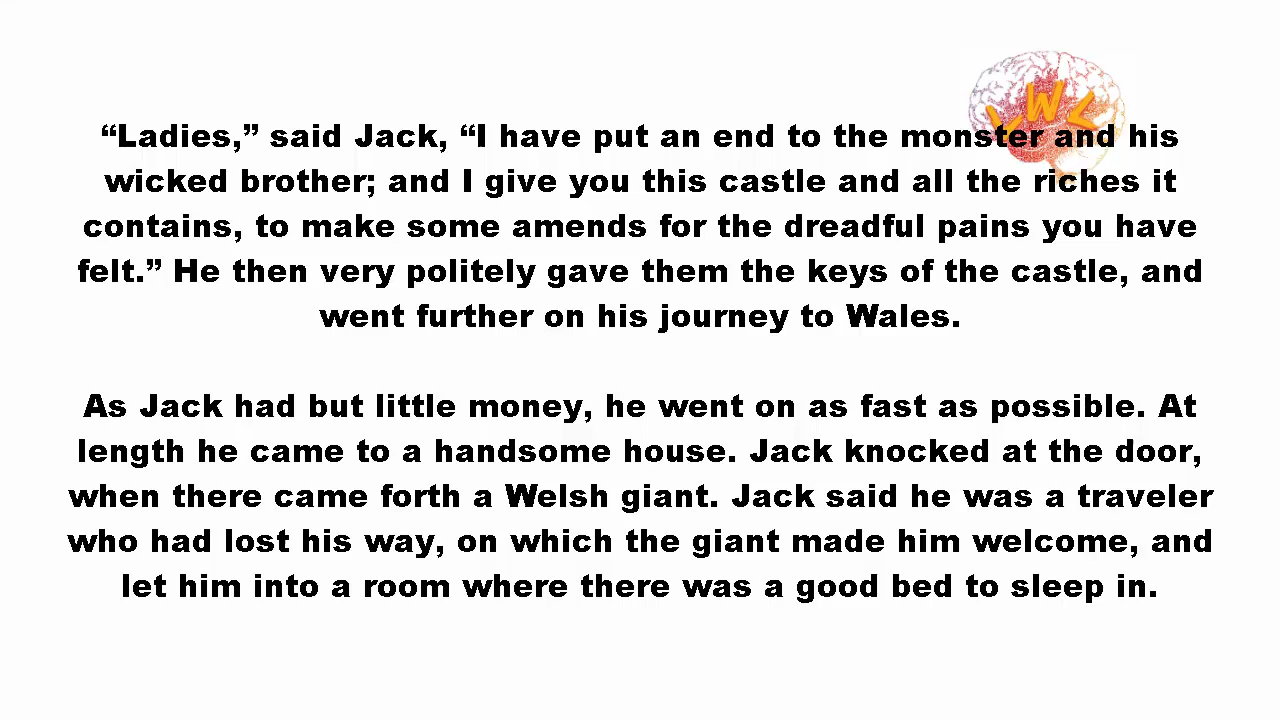 “Ladies,” said Jack, “I have put an end to the monster and his
wicked brother; and I give you this castle and all the riches it
contains, to make some amends for the dreadful pains you have
felt.” He then very politely gave them the keys of the castle, and
went further on his journey to Wales.
As Jack had but little money, he went on as fast as possible. At
length he came to a handsome house. Jack knocked at the door,
when there came forth a Welsh giant. Jack said he was a traveler
who had lost his way, on which the giant made him welcome, and
let him into a room where there was a good bed to sleep in.